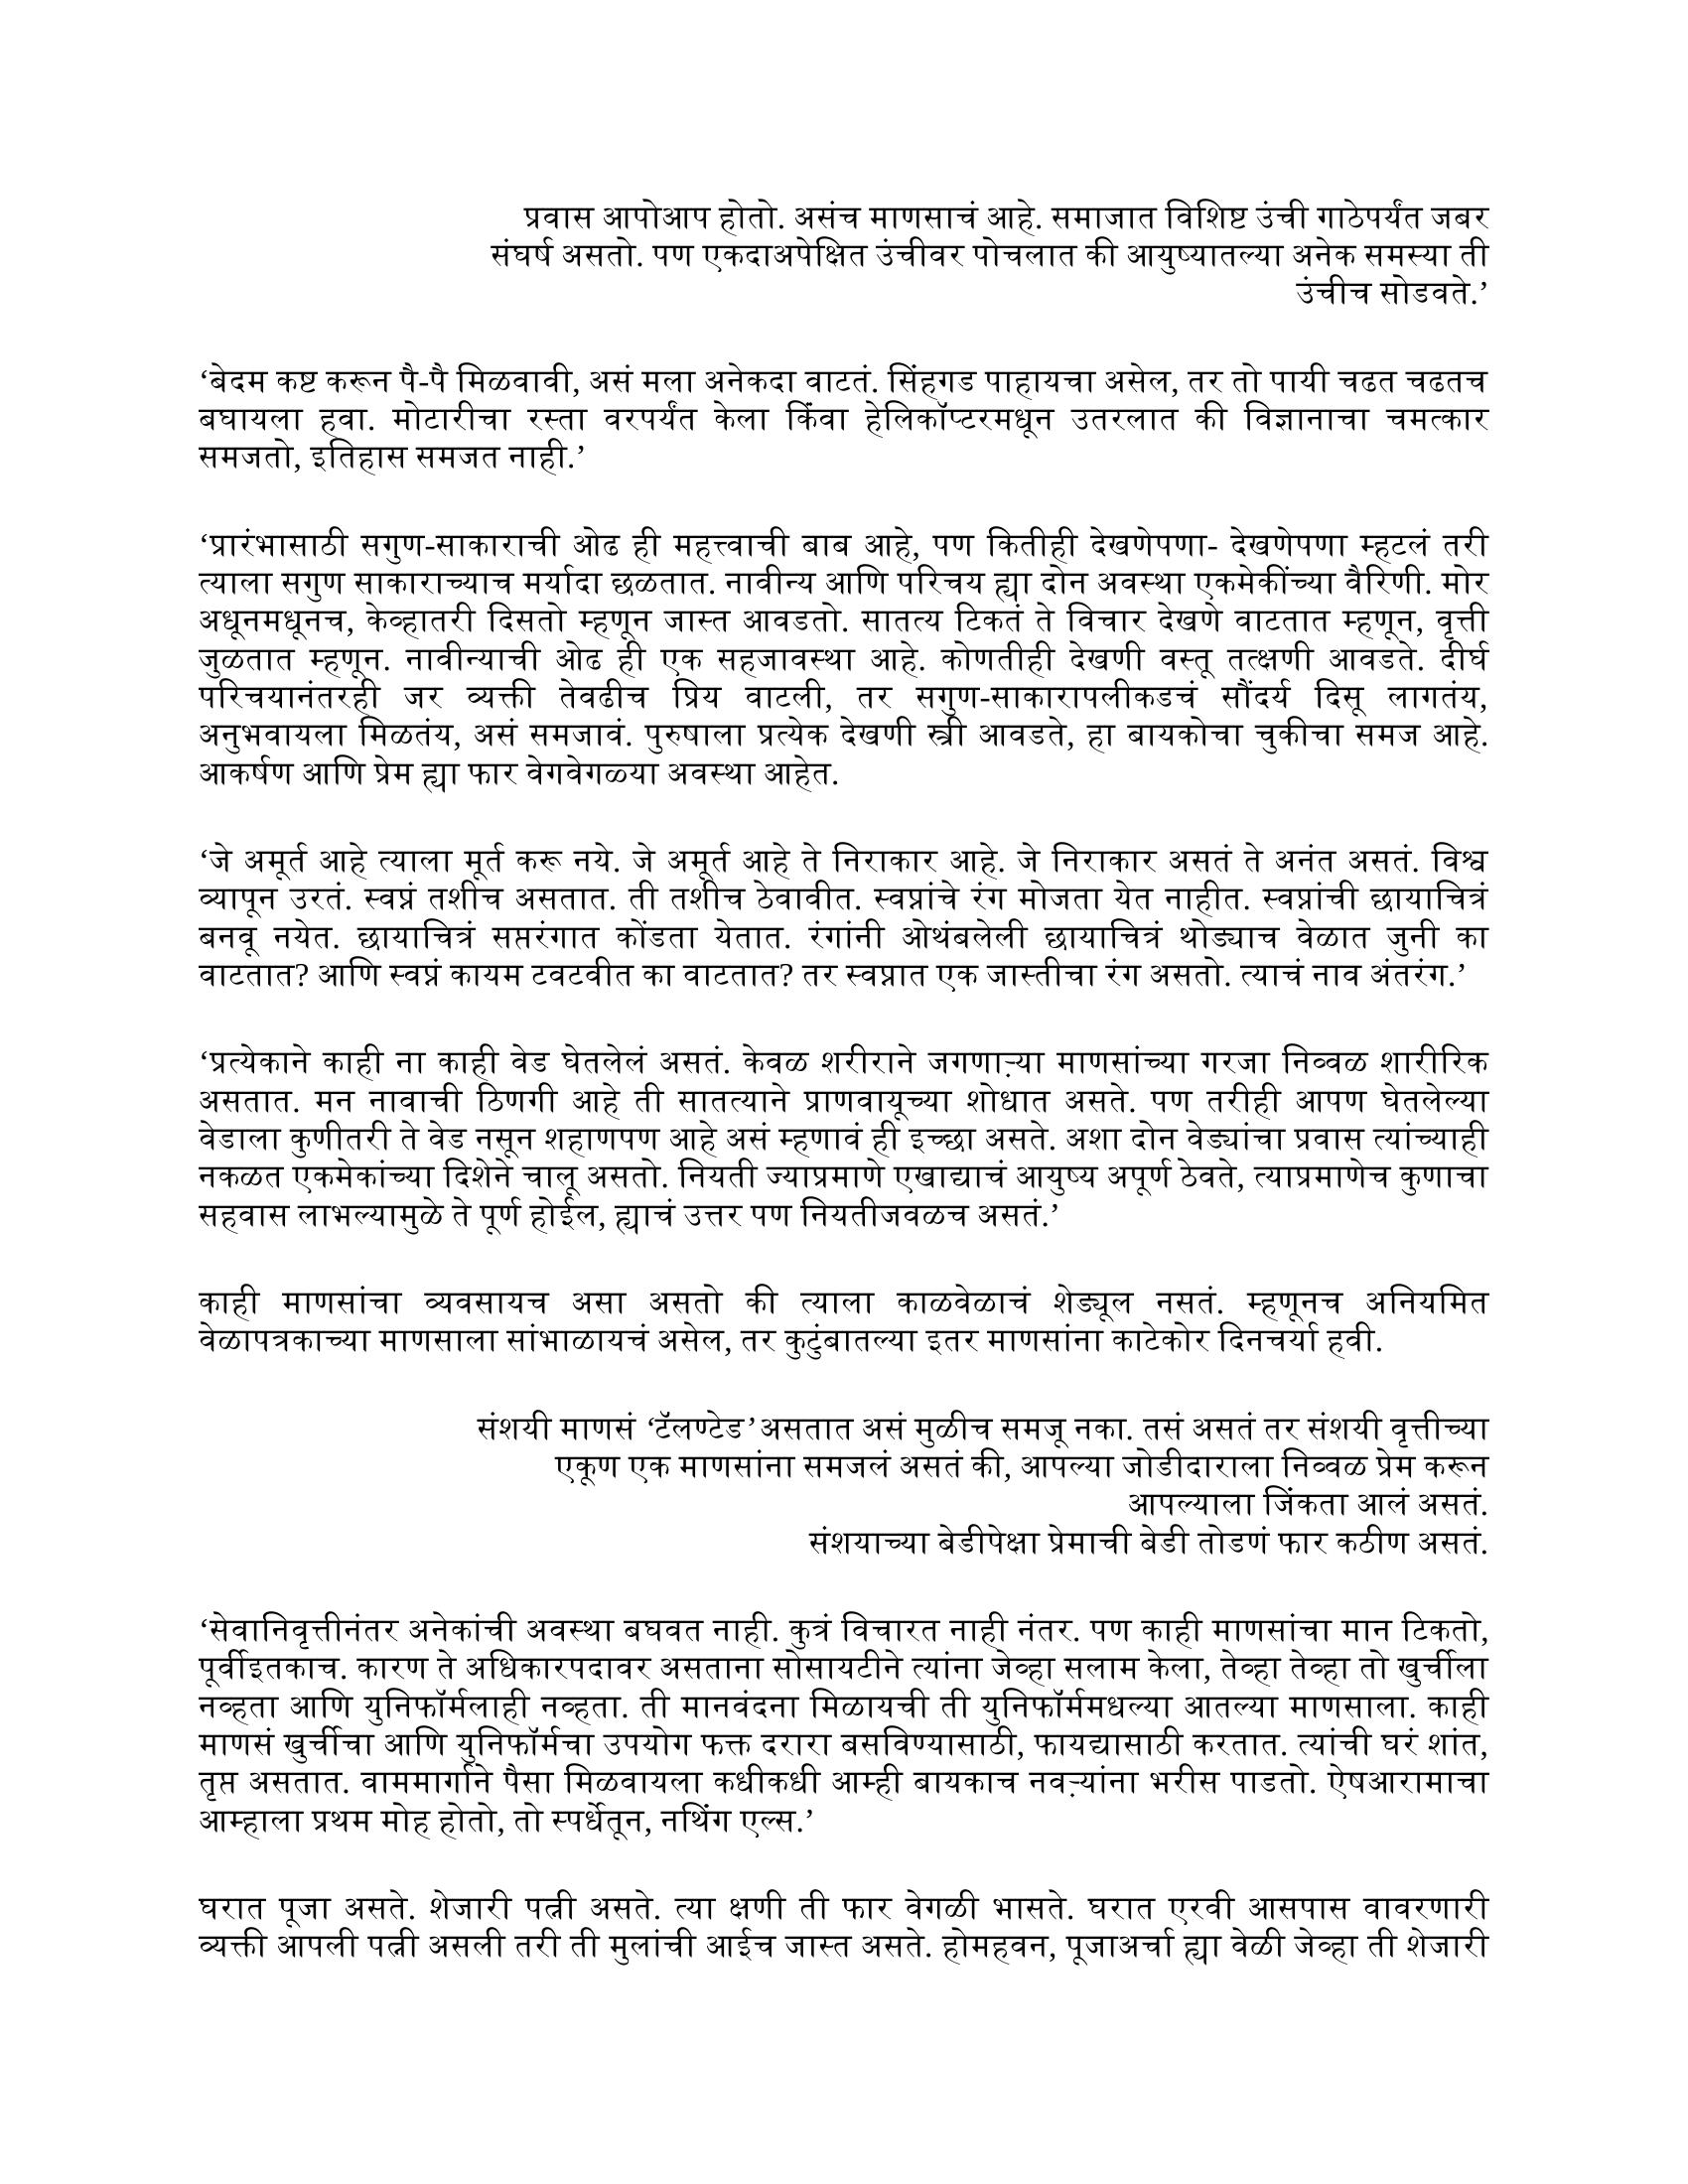 प्रवास आपोआप होतो. असंच माणसाचं आहे. समाजात विशिष्ट उंची गाठेपर्यंत जबर
संघर्ष असतो. पण एकदाअपेक्षित उंचीवर पोचलात की आयुष्यातल्या अनेक समस्या ती
उंचीच सोडवते.’
‘बेदम कष्ट करून पै-पै मिळवावी, असं मला अनेकदा वाटतं. सिंहगड पाहायचा असेल, तर तो पायी चढत चढतच
बघायला हवा. मोटारीचा रस्ता वरपर्यंत केला किंवा हेलिकॉप्टरमधून उतरलात की विज्ञानाचा चमत्कार
समजतो, इतिहास समजत नाही.’
‘प्रारंभासाठी सगुण-साकाराची ओढ ही महत्त्वाची बाब आहे, पण कितीही देखणेपणा- देखणेपणा म्हटलं तरी
त्याला सगुण साकाराच्याच मर्यादा छळतात. नावीन्य आणि परिचय ह्या दोन अवस्था एकमेकींच्या वैरिणी. मोर
अधूनमधूनच, केव्हातरी दिसतो म्हणून जास्त आवडतो. सातत्य टिकतं ते विचार देखणे वाटतात म्हणून, वृत्ती
जुळतात म्हणून. नावीन्याची ओढ ही एक सहजावस्था आहे. कोणतीही देखणी वस्तू तत्क्षणी आवडते. दीर्घ
परिचयानंतरही जर व्यक्ती तेवढीच प्रिय वाटली, तर सगुण-साकारापलीकडचं सौंदर्य दिसू लागतंय,
अनुभवायला मिळतंय, असं समजावं. पुरुषाला प्रत्येक देखणी स्त्री आवडते, हा बायकोचा चुकीचा समज आहे.
आकर्षण आणि प्रेम ह्या फार वेगवेगळ्या अवस्था आहेत.
‘जे अमूर्त आहे त्याला मूर्त करू नये. जे अमूर्त आहे ते निराकार आहे. जे निराकार असतं ते अनंत असतं. विश्व
व्यापून उरतं. स्वप्नं तशीच असतात. ती तशीच ठेवावीत. स्वप्नांचे रंग मोजता येत नाहीत. स्वप्नांची छायाचित्रं
बनवू नयेत. छायाचित्रं सप्तरंगात कोंडता येतात. रंगांनी ओथंबलेली छायाचित्रं थोड्याच वेळात जुनी का
वाटतात? आणि स्वप्नं कायम टवटवीत का वाटतात? तर स्वप्नात एक जास्तीचा रंग असतो. त्याचं नाव अंतरंग.’
‘प्रत्येकाने काही ना काही वेड घेतलेलं असतं. केवळ शरीराने जगणाऱ्या माणसांच्या गरजा निव्वळ शारीरिक
असतात. मन नावाची ठिणगी आहे ती सातत्याने प्राणवायूच्या शोधात असते. पण तरीही आपण घेतलेल्या
वेडाला कुणीतरी ते वेड नसून शहाणपण आहे असं म्हणावं ही इच्छा असते. अशा दोन वेड्यांचा प्रवास त्यांच्याही
नकळत एकमेकांच्या दिशेने चालू असतो. नियती ज्याप्रमाणे एखाद्याचं आयुष्य अपूर्ण ठेवते, त्याप्रमाणेच कुणाचा
सहवास लाभल्यामुळे ते पूर्ण होईल, ह्याचं उत्तर पण नियतीजवळच असतं.’
काही माणसांचा व्यवसायच असा असतो की त्याला काळवेळाचं शेड्यूल नसतं. म्हणूनच अनियमित
वेळापत्रकाच्या माणसाला सांभाळायचं असेल, तर कुटुंबातल्या इतर माणसांना काटेकोर दिनचर्या हवी.
संशयी माणसं ‘टॅलण्टेड’असतात असं मुळीच समजू नका. तसं असतं तर संशयी वृत्तीच्या
एकूण एक माणसांना समजलं असतं की, आपल्या जोडीदाराला निव्वळ प्रेम करून
आपल्याला जिंकता आलं असतं.
संशयाच्या बेडीपेक्षा प्रेमाची बेडी तोडणं फार कठीण असतं.
‘सेवानिवृत्तीनंतर अनेकांची अवस्था बघवत नाही. कुत्रं विचारत नाही नंतर. पण काही माणसांचा मान टिकतो,
पूर्वीइतकाच. कारण ते अधिकारपदावर असताना सोसायटीने त्यांना जेव्हा सलाम केला, तेव्हा तेव्हा तो खुर्चीला
नव्हता आणि युनिफॉर्मलाही नव्हता. ती मानवंदना मिळायची ती युनिफॉर्ममधल्या आतल्या माणसाला. काही
माणसं खुर्चीचा आणि युनिफॉर्मचा उपयोग फक्त दरारा बसविण्यासाठी, फायद्यासाठी करतात. त्यांची घरं शांत,
तृप्त असतात. वाममार्गाने पैसा मिळवायला कधीकधी आम्ही बायकाच नवऱ्यांना भरीस पाडतो. ऐषआरामाचा
आम्हाला प्रथम मोह होतो, तो स्पर्धेतून, नथिंग एल्स.’
घरात पूजा असते. शेजारी पत्नी असते. त्या क्षणी ती फार वेगळी भासते. घरात एरवी आसपास वावरणारी
व्यक्ती आपली पत्नी असली तरी ती मुलांची आईच जास्त असते. होमहवन, पूजाअर्चा ह्या वेळी जेव्हा ती शेजारी